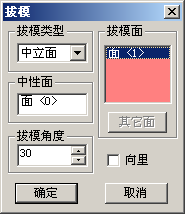 拔模
拔模类型
中立面
中性面
面 <0>
拔模角度
30
拔模面
面 <1>
其它面
向里
确定
取消